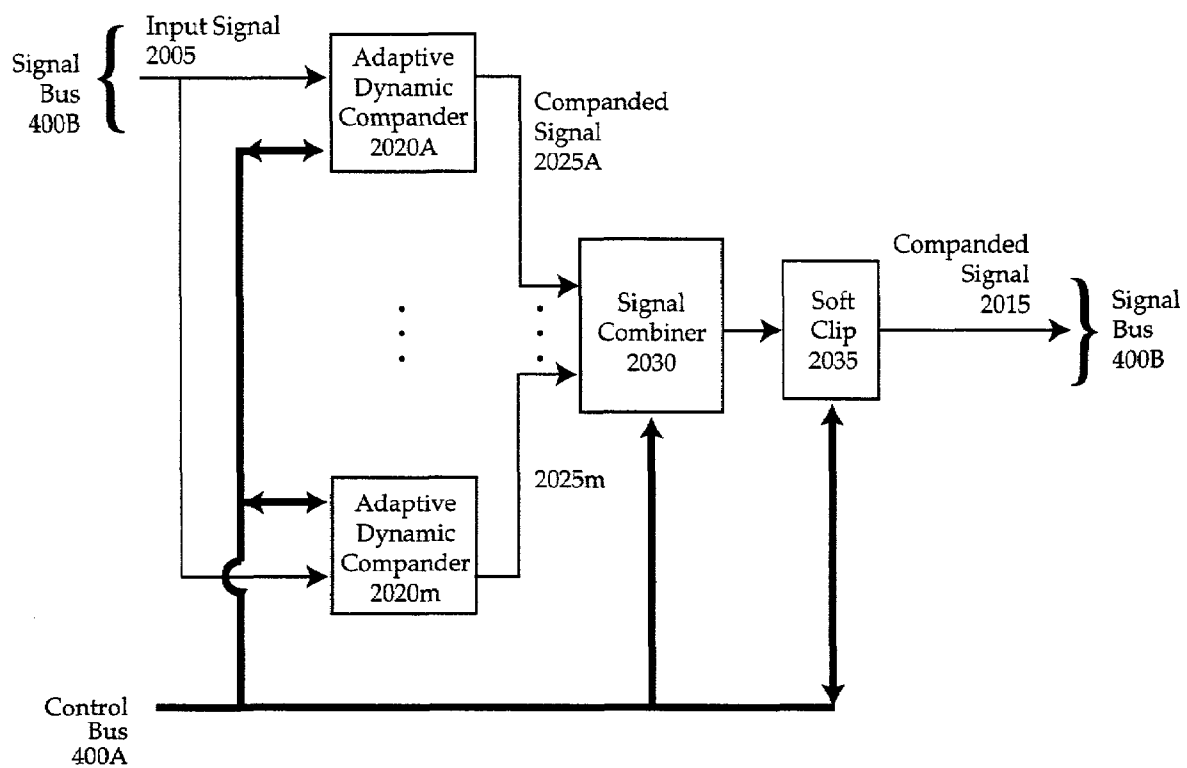 Input Signal
2005
Signal
Bus
400B
Adaptive
Dynamic
Compander
2020A
Companded
Signal
2025A
Signal
Combiner
2030
Soft
Clip
2035
Companded
Signal
2015
Signal
Bus
400B
2025m
Adaptive
Dynamic
Compander
2020m
Control
Bus
400A